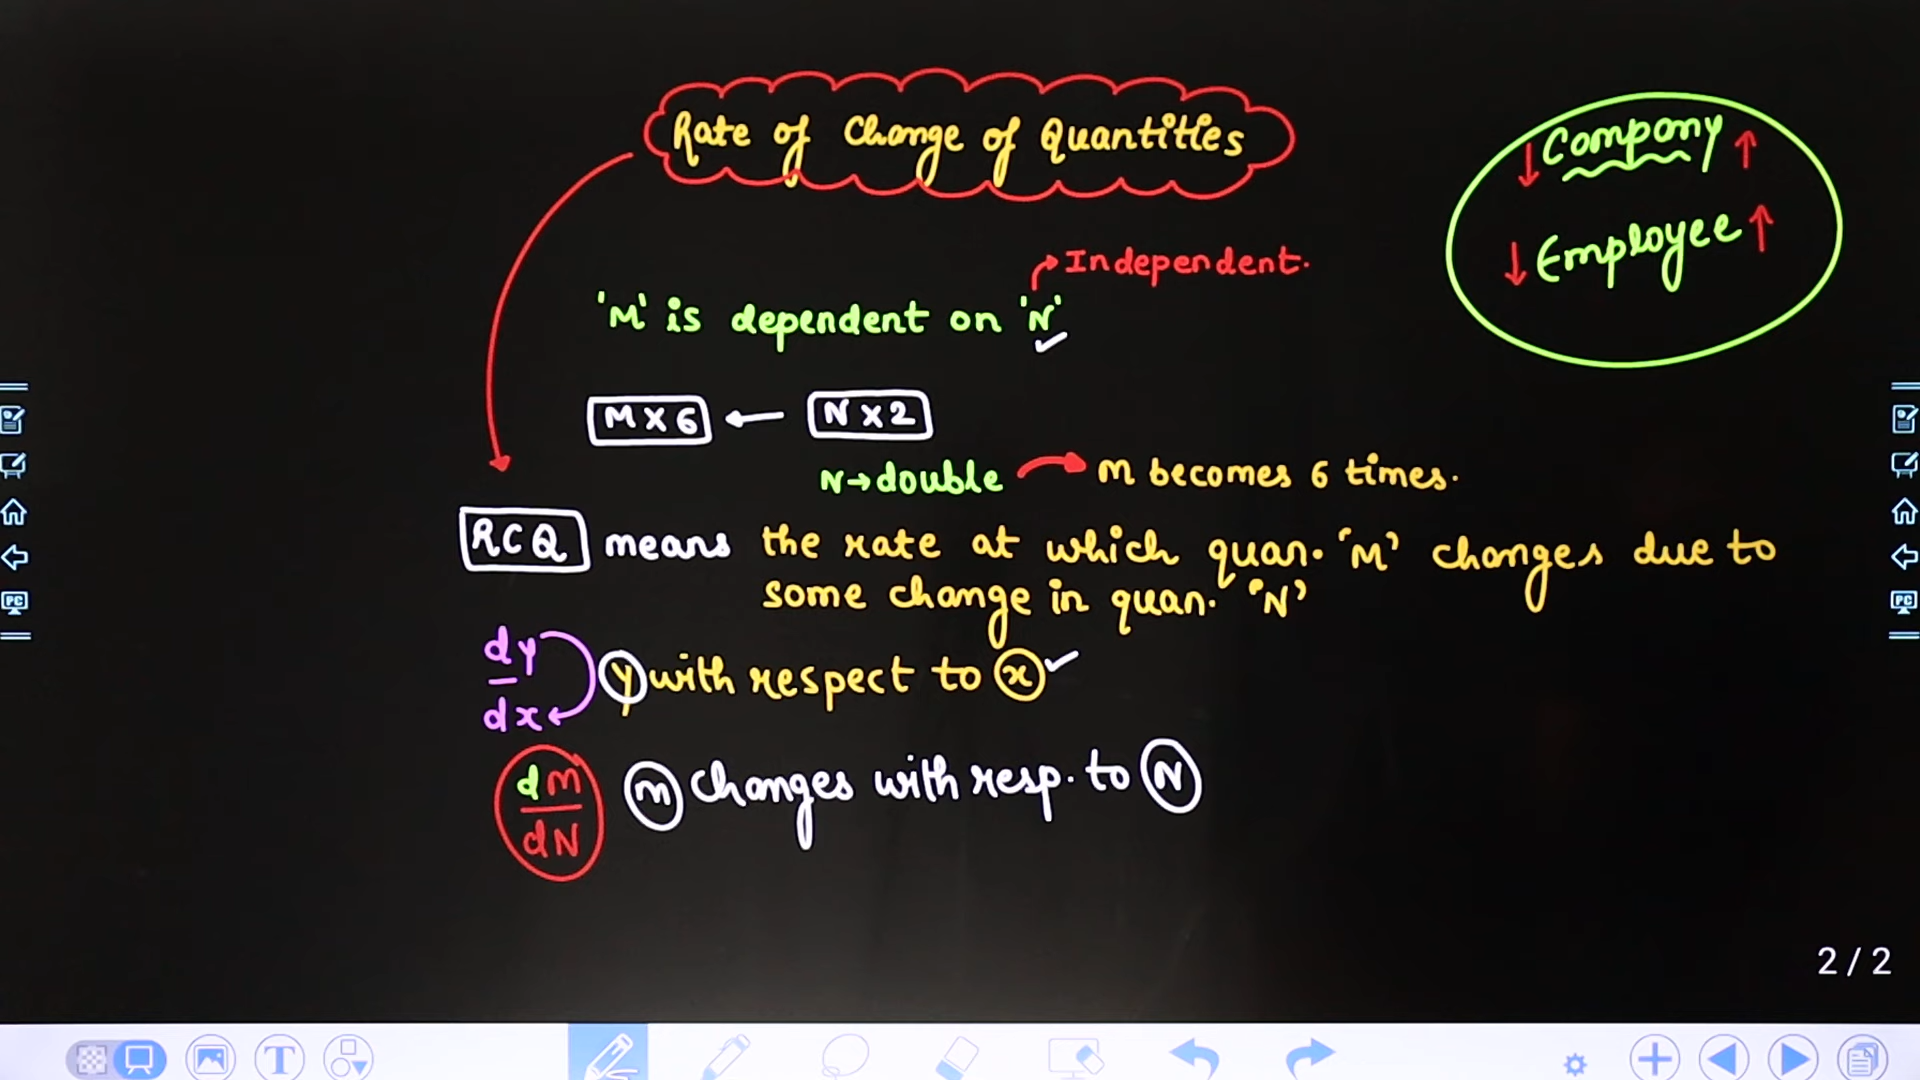 Rate of Change of Quantities
↓ Company ↑
↓ Employee ↑
→ Independent.
'M' is dependent on 'N'
M x 6 ← N x 2
N → double → M becomes 6 times.
RCQ means the rate at which quan. 'M' changes due to
some change in quan. 'N'
dy
dx
y with respect to x
dM
dN
M changes with resp. to N
2 / 2
T
PC
PC